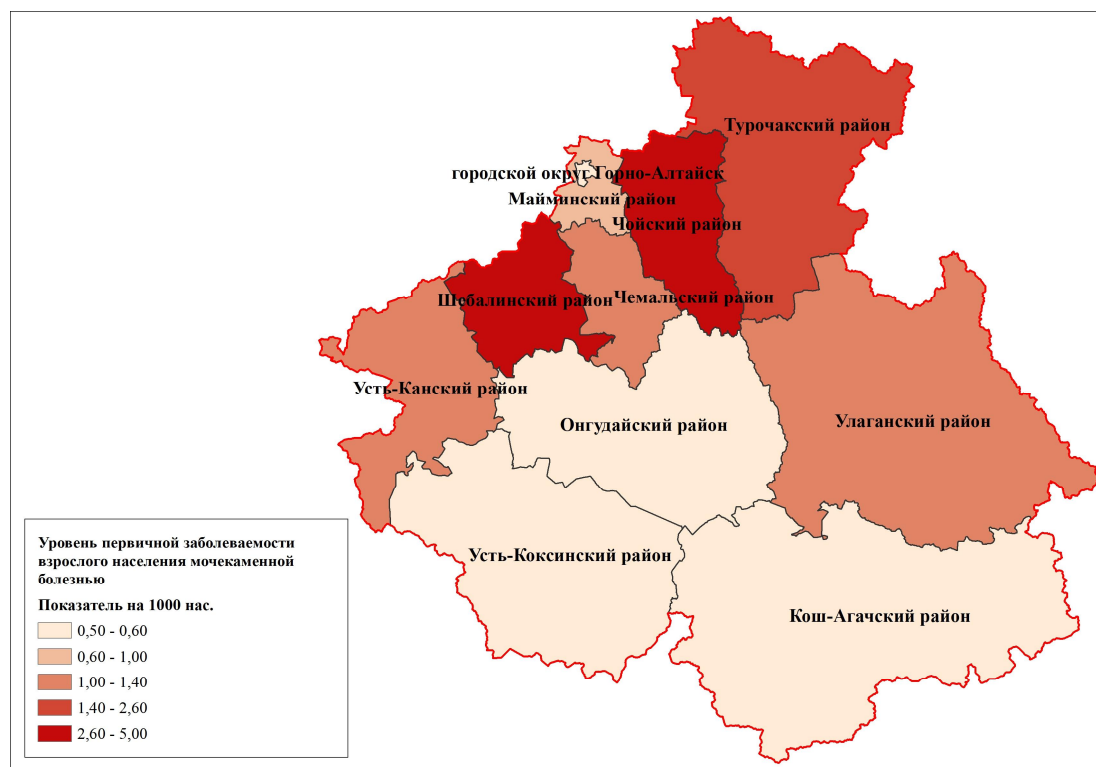 Турочакский район
городской округ Горно-Алтайск
Майминский район
Чойский район
Шебалинский район
Чемальский район
Усть-Канский район
Онгудайский район
Улаганский район
Усть-Коксинский район
Кош-Агачский район
Уровень первичной заболеваемости
взрослого населения мочекаменной
болезнью
Показатель на 1000 нас.
0,50 - 0,60
0,60 - 1,00
1,00 - 1,40
1,40 - 2,60
2,60 - 5,00